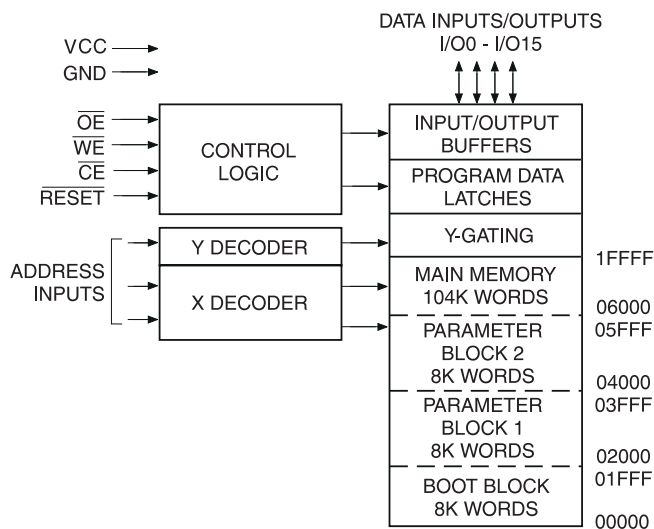 DATA INPUTS/OUTPUTS
I/O0 - I/O15
VCC
GND
OE
WE
CE
RESET
CONTROL
LOGIC
INPUT/OUTPUT
BUFFERS
PROGRAM DATA
LATCHES
Y-GATING
ADDRESS
INPUTS
Y DECODER
X DECODER
MAIN MEMORY
104K WORDS
PARAMETER
BLOCK 2
8K WORDS
PARAMETER
BLOCK 1
8K WORDS
BOOT BLOCK
8K WORDS
1FFFF
06000
05FFF
04000
03FFF
02000
01FFF
00000